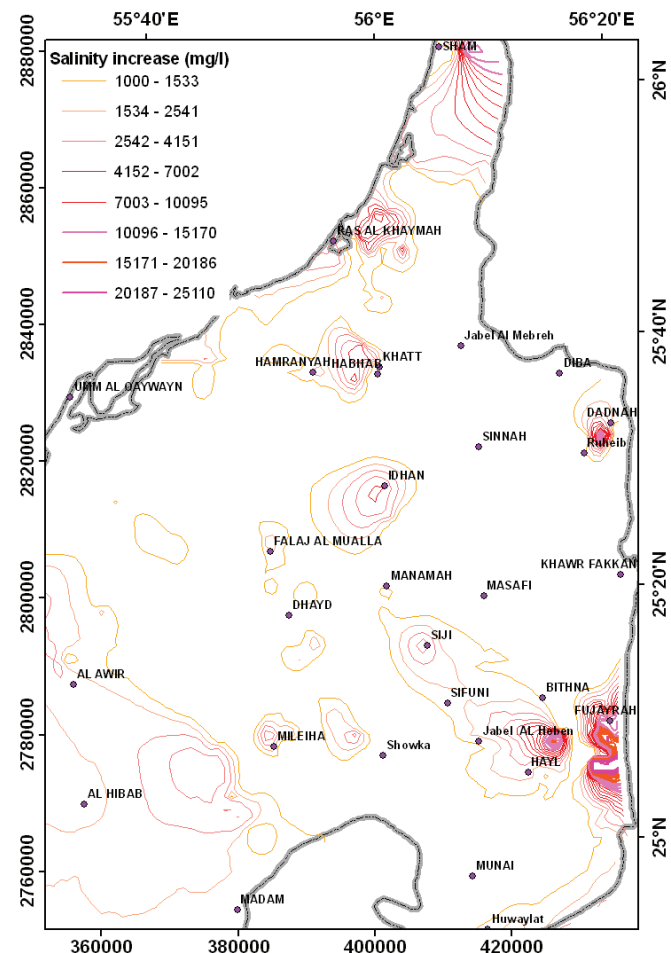 55°40'E 56°E 56°20'E
2880000
SHAM
Salinity increase (mg/l)
1000 - 1533
26°N
1534 - 2541
2542 - 4151
4152 - 7002
2860000
7003 - 10095
10096 - 15170
RAS AL KHAYMAH
15171 - 20186
20187 - 25110
2840000
25°40'N
Jabel Al Mebreh
KHATT
HAMRANYAH
HABHAB
DIBA
UMM AL QAYWAYN
DADNAH
SINNAH
Ruheib
2820000
IDHAN
FALAJ AL MUALLA
KHAWR FAKKAN
25°20'N
MANAMAH
MASAFI
2800000
DHAYD
SIJI
AL AWIR
SIFUNI
BITHNA
FUJAYRAH
2780000
MILEIHA
Jabel AL Heben
Showka
HAYL
AL HIBAB
25°N
2760000
MUNAI
MADAM
Huwaylat
360000 380000 400000 420000